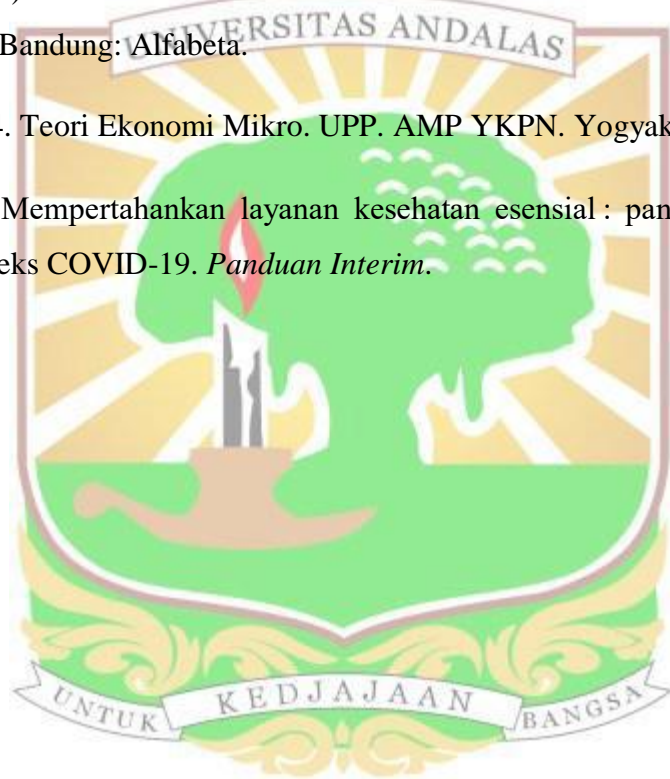 UNIVERSITAS ANDALAS
Bandung: Alfabeta.
. Teori Ekonomi Mikro. UPP. AMP YKPN. Yogyak
Mempertahankan layanan kesehatan esensial : pan
eks COVID-19. Panduan Interim.
UNTUK KEDJAJAAN BANGSA